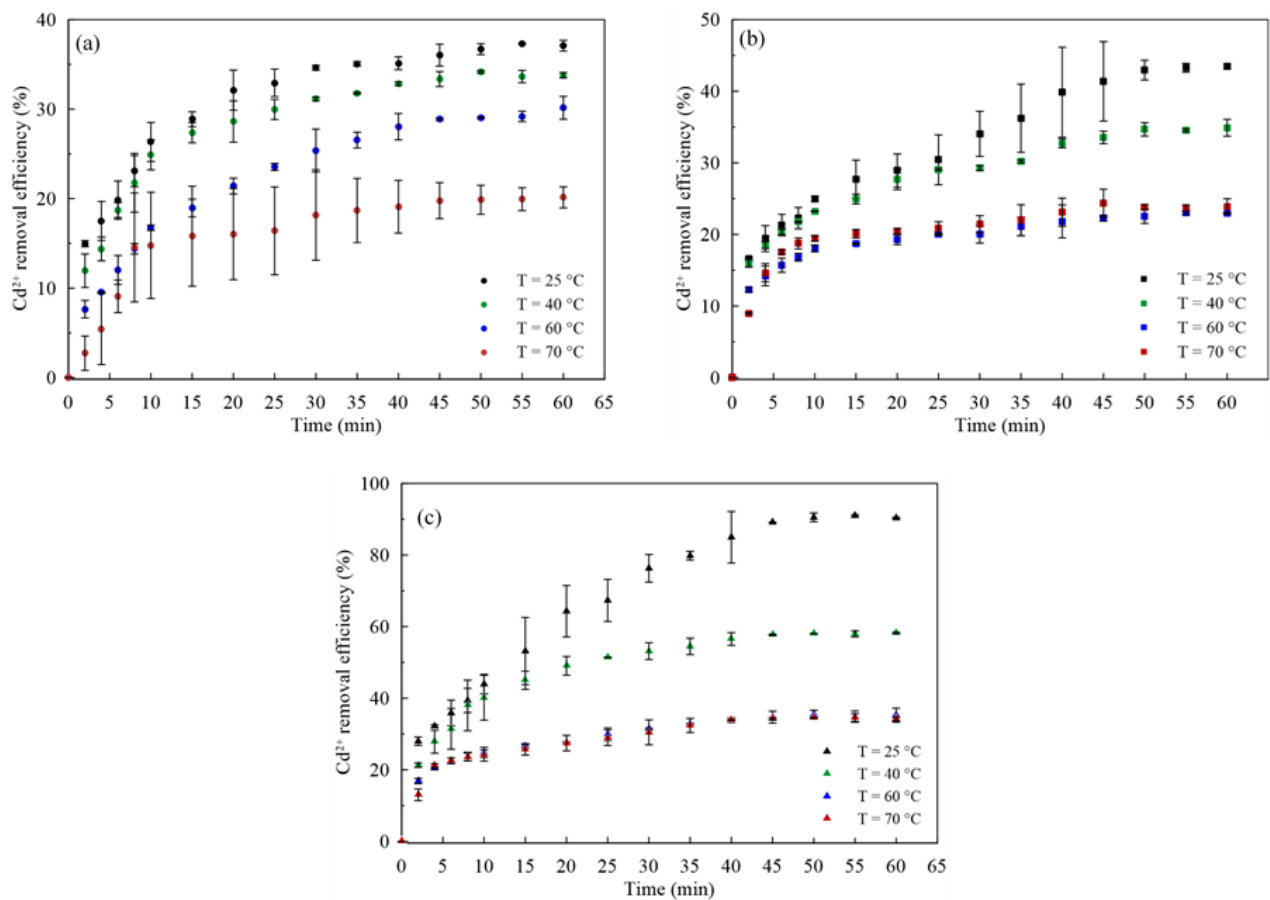 (a)
Cd²⁺ removal efficiency (%)
40
30
20
10
0
0 5 10 15 20 25 30 35 40 45 50 55 60 65
Time (min)
T = 25 °C
T = 40 °C
T = 60 °C
T = 70 °C
(b)
Cd²⁺ removal efficiency (%)
50
40
30
20
10
0
0 5 10 15 20 25 30 35 40 45 50 55 60
Time (min)
T = 25 °C
T = 40 °C
T = 60 °C
T = 70 °C
(c)
Cd²⁺ removal efficiency (%)
100
80
60
40
20
0
0 5 10 15 20 25 30 35 40 45 50 55 60 65
Time (min)
T = 25 °C
T = 40 °C
T = 60 °C
T = 70 °C